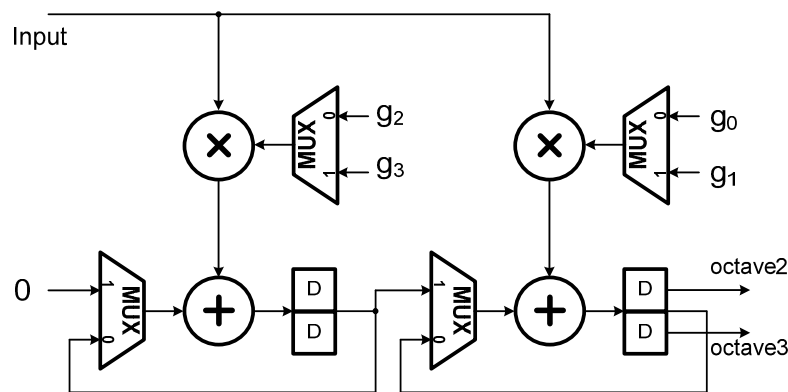 Input
MUX 0 1
g2
g3
MUX 0 1
g0
g1
0
MUX 1 0
D
D
MUX 1 0
D
D
octave2
octave3